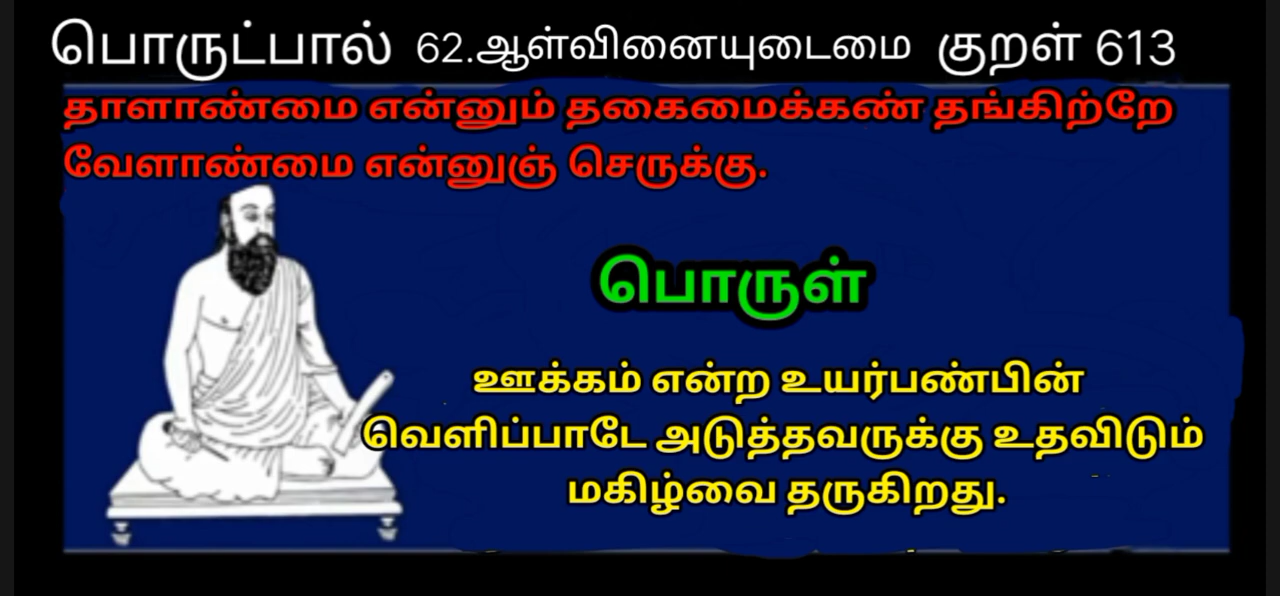 பொருட்பால் 62.ஆள்வினையுடைமை குறள் 613
தாளாண்மை என்னும் தகைமைக்கண் தங்கிற்றே
வேளாண்மை என்னுஞ் செருக்கு.
பொருள்
ஊக்கம் என்ற உயர்பண்பின்
வெளிப்பாடே அடுத்தவருக்கு உதவிடும்
மகிழ்வை தருகிறது.